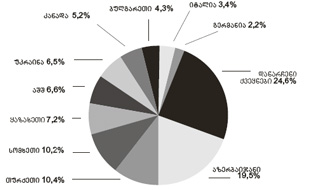 ბულგარეთი 4,3%
იტალია 3,4%
გერმანია 2,2%
დანარჩენი
ქვეყნები 24,6%
აზერბაიჯანი
19,5%
თურქეთი 10,4%
სომხეთი 10,2%
ყაზახეთი 7,2%
აშშ 6,6%
უკრაინა 6,5%
კანადა 5,2%